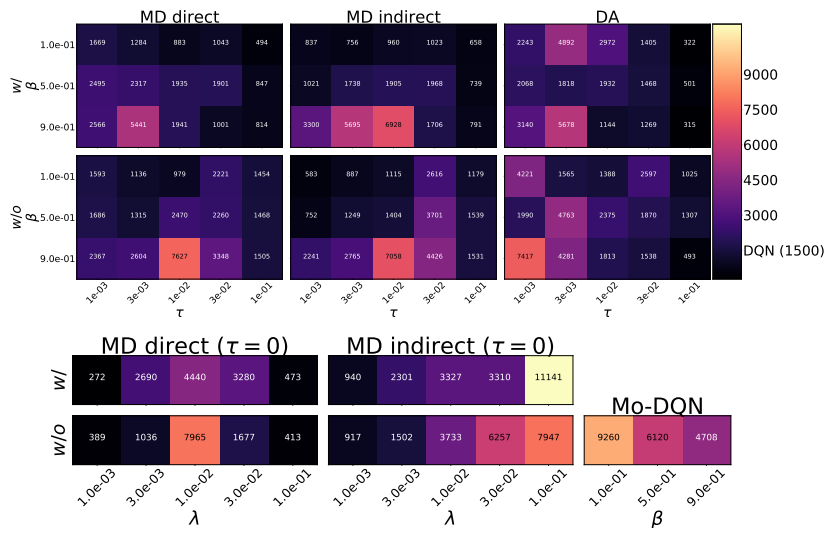 MD direct MD indirect DA
w/ β 1.0e-01 1669 1284 883 1043 494 837 756 960 1023 658 2243 4892 2972 1405 322
5.0e-01 2495 2317 1935 1901 847 1021 1738 1905 1968 739 2068 1818 1932 1468 501
9.0e-01 2566 5441 1941 1001 814 3300 5695 6928 1706 791 3140 5678 1144 1269 315
w/o β 1.0e-01 1593 1136 979 2221 1454 583 887 1115 2616 1179 4221 1565 1388 2597 1025
5.0e-01 1686 1315 2470 2260 1468 752 1249 1404 3701 1539 1990 4763 2375 1870 1307
9.0e-01 2367 2604 7627 3348 1505 2241 2765 7058 4426 1531 7417 4281 1813 1538 493
1e-03 3e-03 1e-02 3e-02 1e-01 1e-03 3e-03 1e-02 3e-02 1e-01 1e-03 3e-03 1e-02 3e-02 1e-01
τ τ τ
9000
7500
6000
4500
3000
DQN (1500)
MD direct (τ = 0) MD indirect (τ = 0)
w/ 272 2690 4440 3280 473 940 2301 3327 3310 11141
Mo-DQN
w/o 389 1036 7965 1677 413 917 1502 3733 6257 7947 9260 6120 4708
1.0e-03 3.0e-03 1.0e-02 3.0e-02 1.0e-01 1.0e-03 3.0e-03 1.0e-02 3.0e-02 1.0e-01 1.0e-01 5.0e-01 9.0e-01
λ λ β